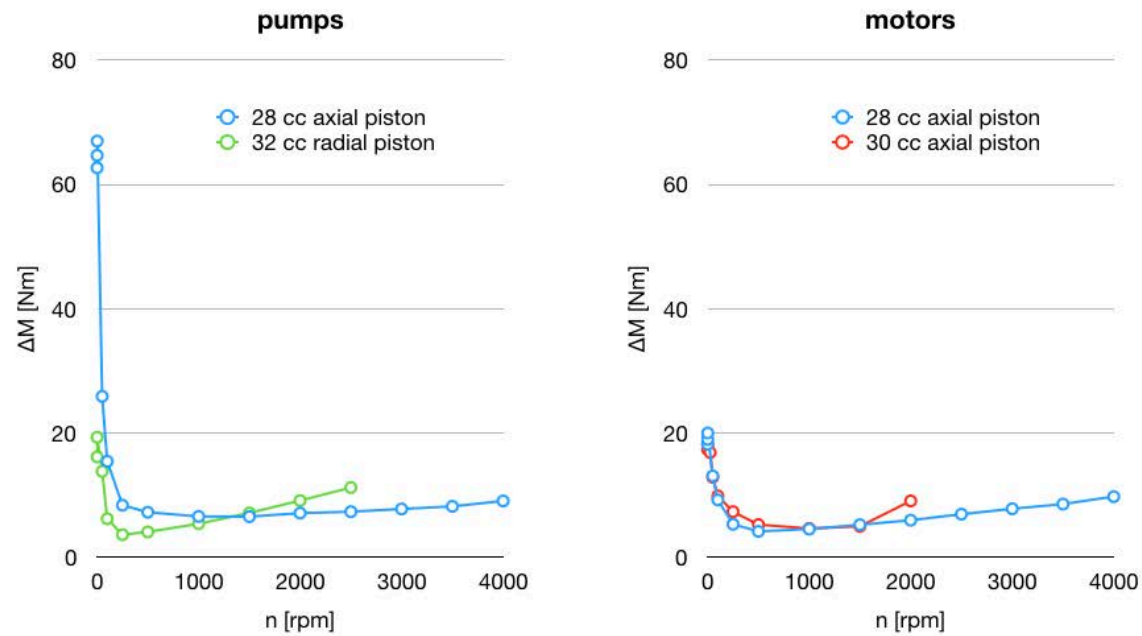 pumps
80
60
40
20
0
ΔM [Nm]
28 cc axial piston
32 cc radial piston
0 1000 2000 3000 4000
n [rpm]
motors
80
60
40
20
0
ΔM [Nm]
28 cc axial piston
30 cc axial piston
0 1000 2000 3000 4000
n [rpm]